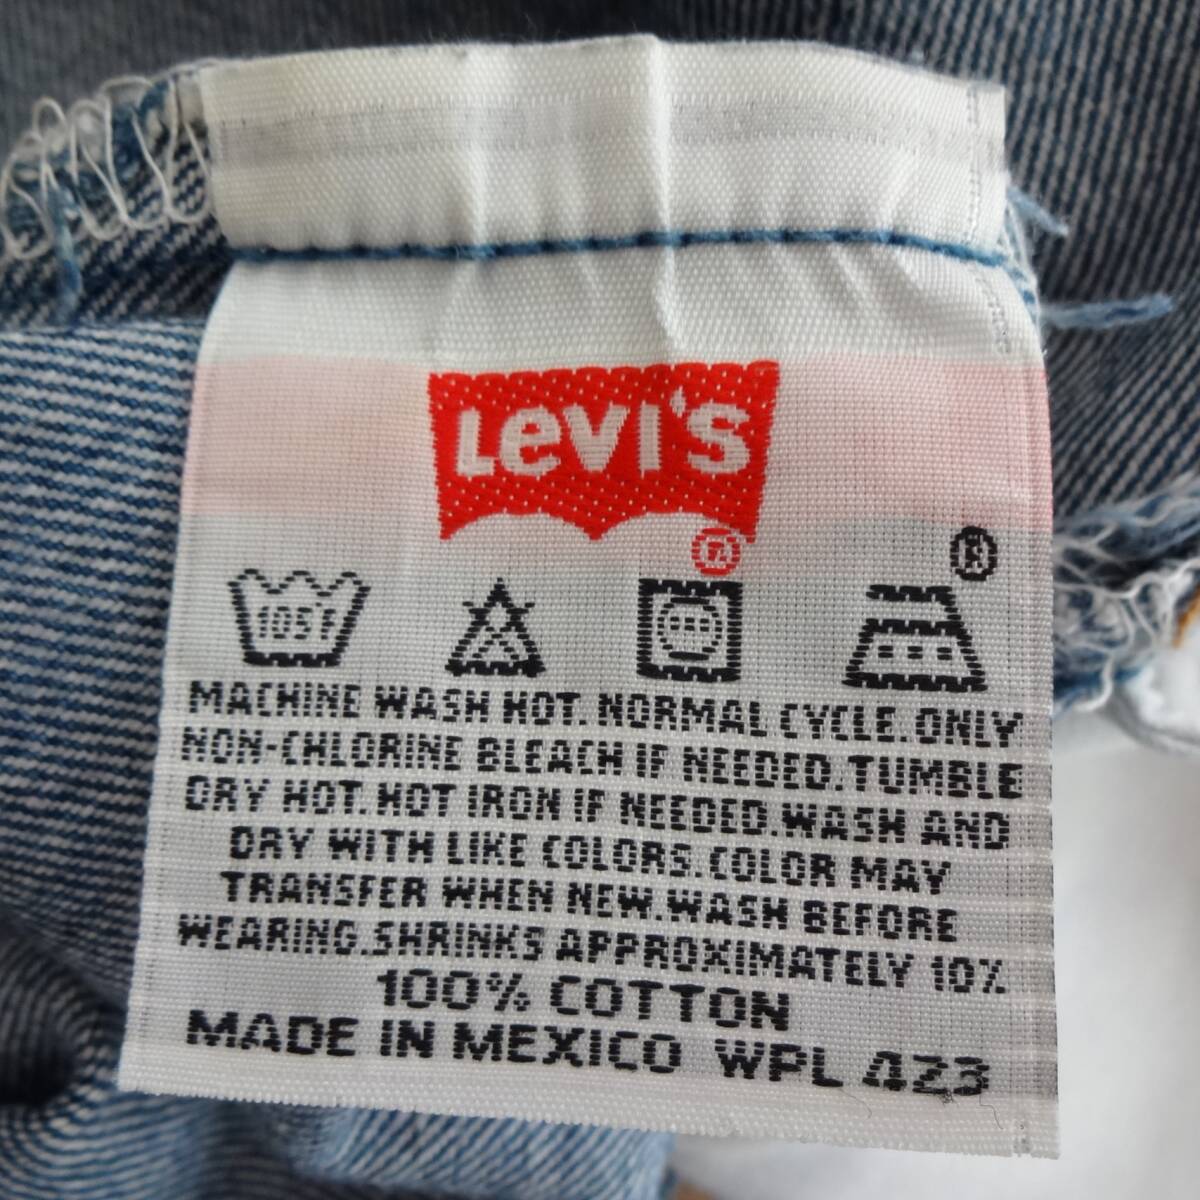 LEVI'S
®
®
105°F
MACHINE WASH HOT. NORMAL CYCLE. ONLY
NON-CHLORINE BLEACH IF NEEDED. TUMBLE
DRY HOT. HOT IRON IF NEEDED. WASH AND
DRY WITH LIKE COLORS. COLOR MAY
TRANSFER WHEN NEW. WASH BEFORE
WEARING. SHRINKS APPROXIMATELY 10%
100% COTTON
MADE IN MEXICO WPL 423